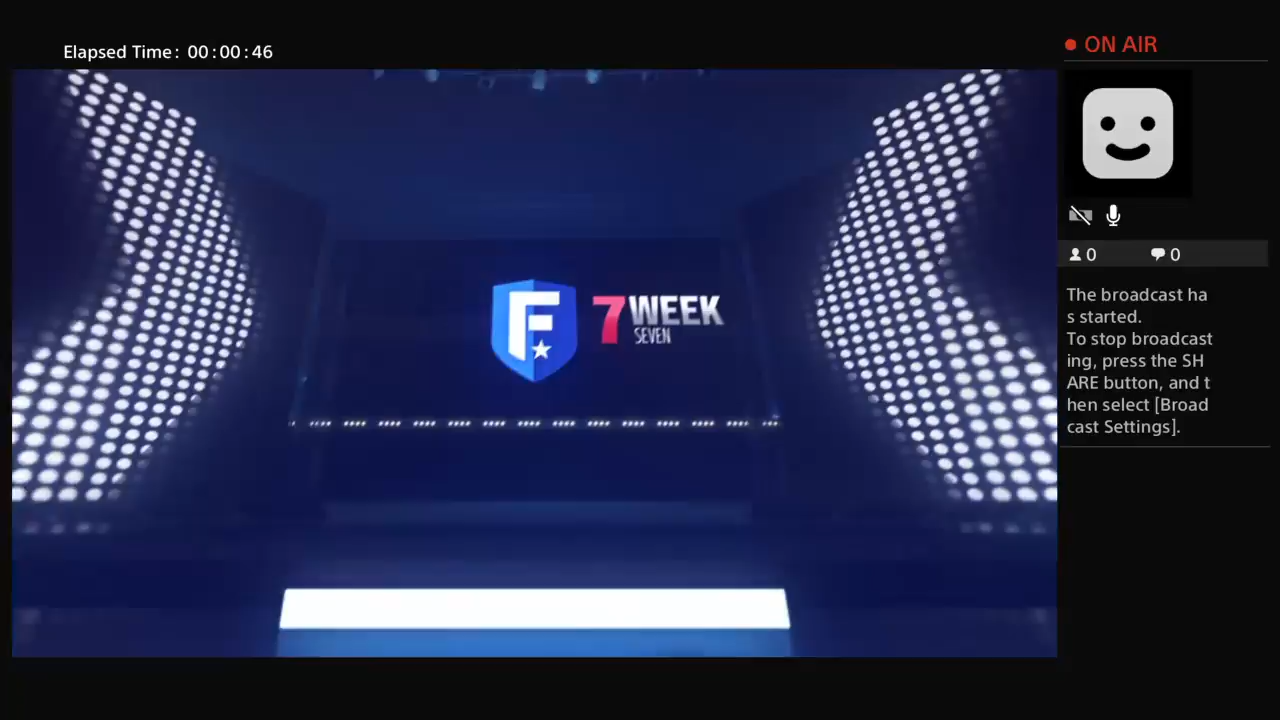 Elapsed Time: 00:00:46
ON AIR
F
7 WEEK
SEVEN
0
0
The broadcast ha
s started.
To stop broadcast
ing, press the SH
ARE button, and t
hen select [Broad
cast Settings].